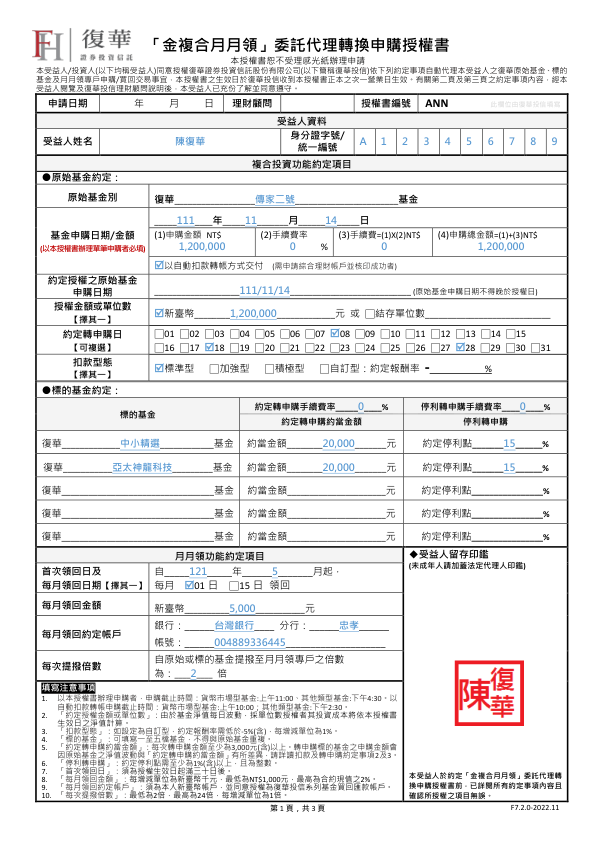 FH 復華
證券投資信託
「金複合月月領」委託代理轉換申購授權書
本授權書恕不受理感光紙辦理申請
本受益人/投資人(以下均稱受益人)同意授權復華證券投資信託股份有限公司(以下簡稱復華投信)依下列約定事項自動代理本受益人之復華原始基金、標的
基金及月月領專戶申購/買回交易事宜，本授權書之生效日於復華投信收到本授權書正本之次一營業日生效。有關第二頁及第三頁之約定事項內容，經本
受益人閱覽及復華投信理財顧問說明後，本受益人已充份了解並同意遵守。
申請日期 年 月 日 理財顧問 授權書編號 ANN 此欄位由復華投信填寫
受益人資料
受益人姓名 陳復華 身分證字號/
統一編號 A 1 2 3 4 5 6 7 8 9
複合投資功能約定項目
●原始基金約定：
原始基金別 復華 傳家二號 基金
基金申購日期/金額
(以本授權書辦理單筆申購者必填)
111 年 11 月 14 日
(1)申購金額 NT$ (2)手續費率 (3)手續費=(1)X(2)NT$ (4)申購總金額=(1)+(3)NT$
1,200,000 0 % 0 1,200,000
☑以自動扣款轉帳方式交付 (需申請綜合理財帳戶並核印成功者)
約定授權之原始基金
申購日期 111/11/14 (原始基金申購日期不得晚於授權日)
授權金額或單位數
【擇其一】 ☑新臺幣 1,200,000 元 或 □結存單位數
約定轉申購日
【可複選】
□01 □02 □03 □04 □05 □06 □07 ☑08 □09 □10 □11 □12 □13 □14 □15
□16 □17 ☑18 □19 □20 □21 □22 □23 □24 □25 □26 □27 ☑28 □29 □30 □31
扣款型態
【擇其一】 ☑標準型 □加強型 □積極型 □自訂型：約定報酬率 - %
●標的基金約定：
標的基金 約定轉申購手續費率 0 % 停利轉申購手續費率 0 %
約定轉申購約當金額 停利轉申購
復華 中小精選 基金 約當金額 20,000 元 約定停利點 15 %
復華 亞太神龍科技 基金 約當金額 20,000 元 約定停利點 15 %
復華 基金 約當金額 元 約定停利點 %
復華 基金 約當金額 元 約定停利點 %
復華 基金 約當金額 元 約定停利點 %
月月領功能約定項目
首次領回日及
每月領回日期【擇其一】
自 121 年 5 月起，
每月 ☑01 日 □15 日 領回
每月領回金額 新臺幣 5,000 元
每月領回約定帳戶
銀行： 台灣銀行 分行： 忠孝
帳號： 004889336445
每次提撥倍數
自原始或標的基金提撥至月月領專戶之倍數
為： 2 倍
◆受益人留存印鑑
(未成年人請加蓋法定代理人印鑑)
陳復華
填寫注意事項
1. 以本授權書辦理申購者，申購截止時間：貨幣市場型基金:上午11:00、其他類型基金:下午4:30。以
自動扣款轉帳申購截止時間：貨幣市場型基金:上午10:00；其他類型基金:下午2:30。
2. 「約定授權金額或單位數」：由於基金淨值每日波動，採單位數授權者其投資成本將依本授權書
生效日之淨值計算。
3. 「扣款型態」：如設定為自訂型，約定報酬率需低於-5%(含)，每增減單位為1%。
4. 「標的基金」：可填寫一至五檔基金，不得與原始基金重複。
5. 「約定轉申購約當金額」：每次轉申購金額至少為3,000元(含)以上。轉申購標的基金之申購金額會
因原始基金之淨值波動與「約定轉申購約當金額」有所差異，請詳讀扣款及轉申購約定事項2及3。
6. 「停利轉申購」：約定停利點需至少為1%(含)以上，且為整數。
7. 「首次領回日」：須為授權生效日起滿三十日後。
8. 「每月領回金額」：每增減單位為新臺幣千元，最低為NT$1,000元，最高為合約現值之2%。
9. 「每月領回約定帳戶」：須為本人新臺幣帳戶，並同意授權為復華投信系列基金買回匯款帳戶。
10. 「每次提撥倍數」：最低為2倍，最高為24倍，每增減單位為1倍。
本受益人於約定「金複合月月領」委託代理轉
換申購授權書前，已詳閱所有約定事項內容且
確認所授權之項目無誤。
第 1 頁，共 3 頁
F7.2.0-2022.11